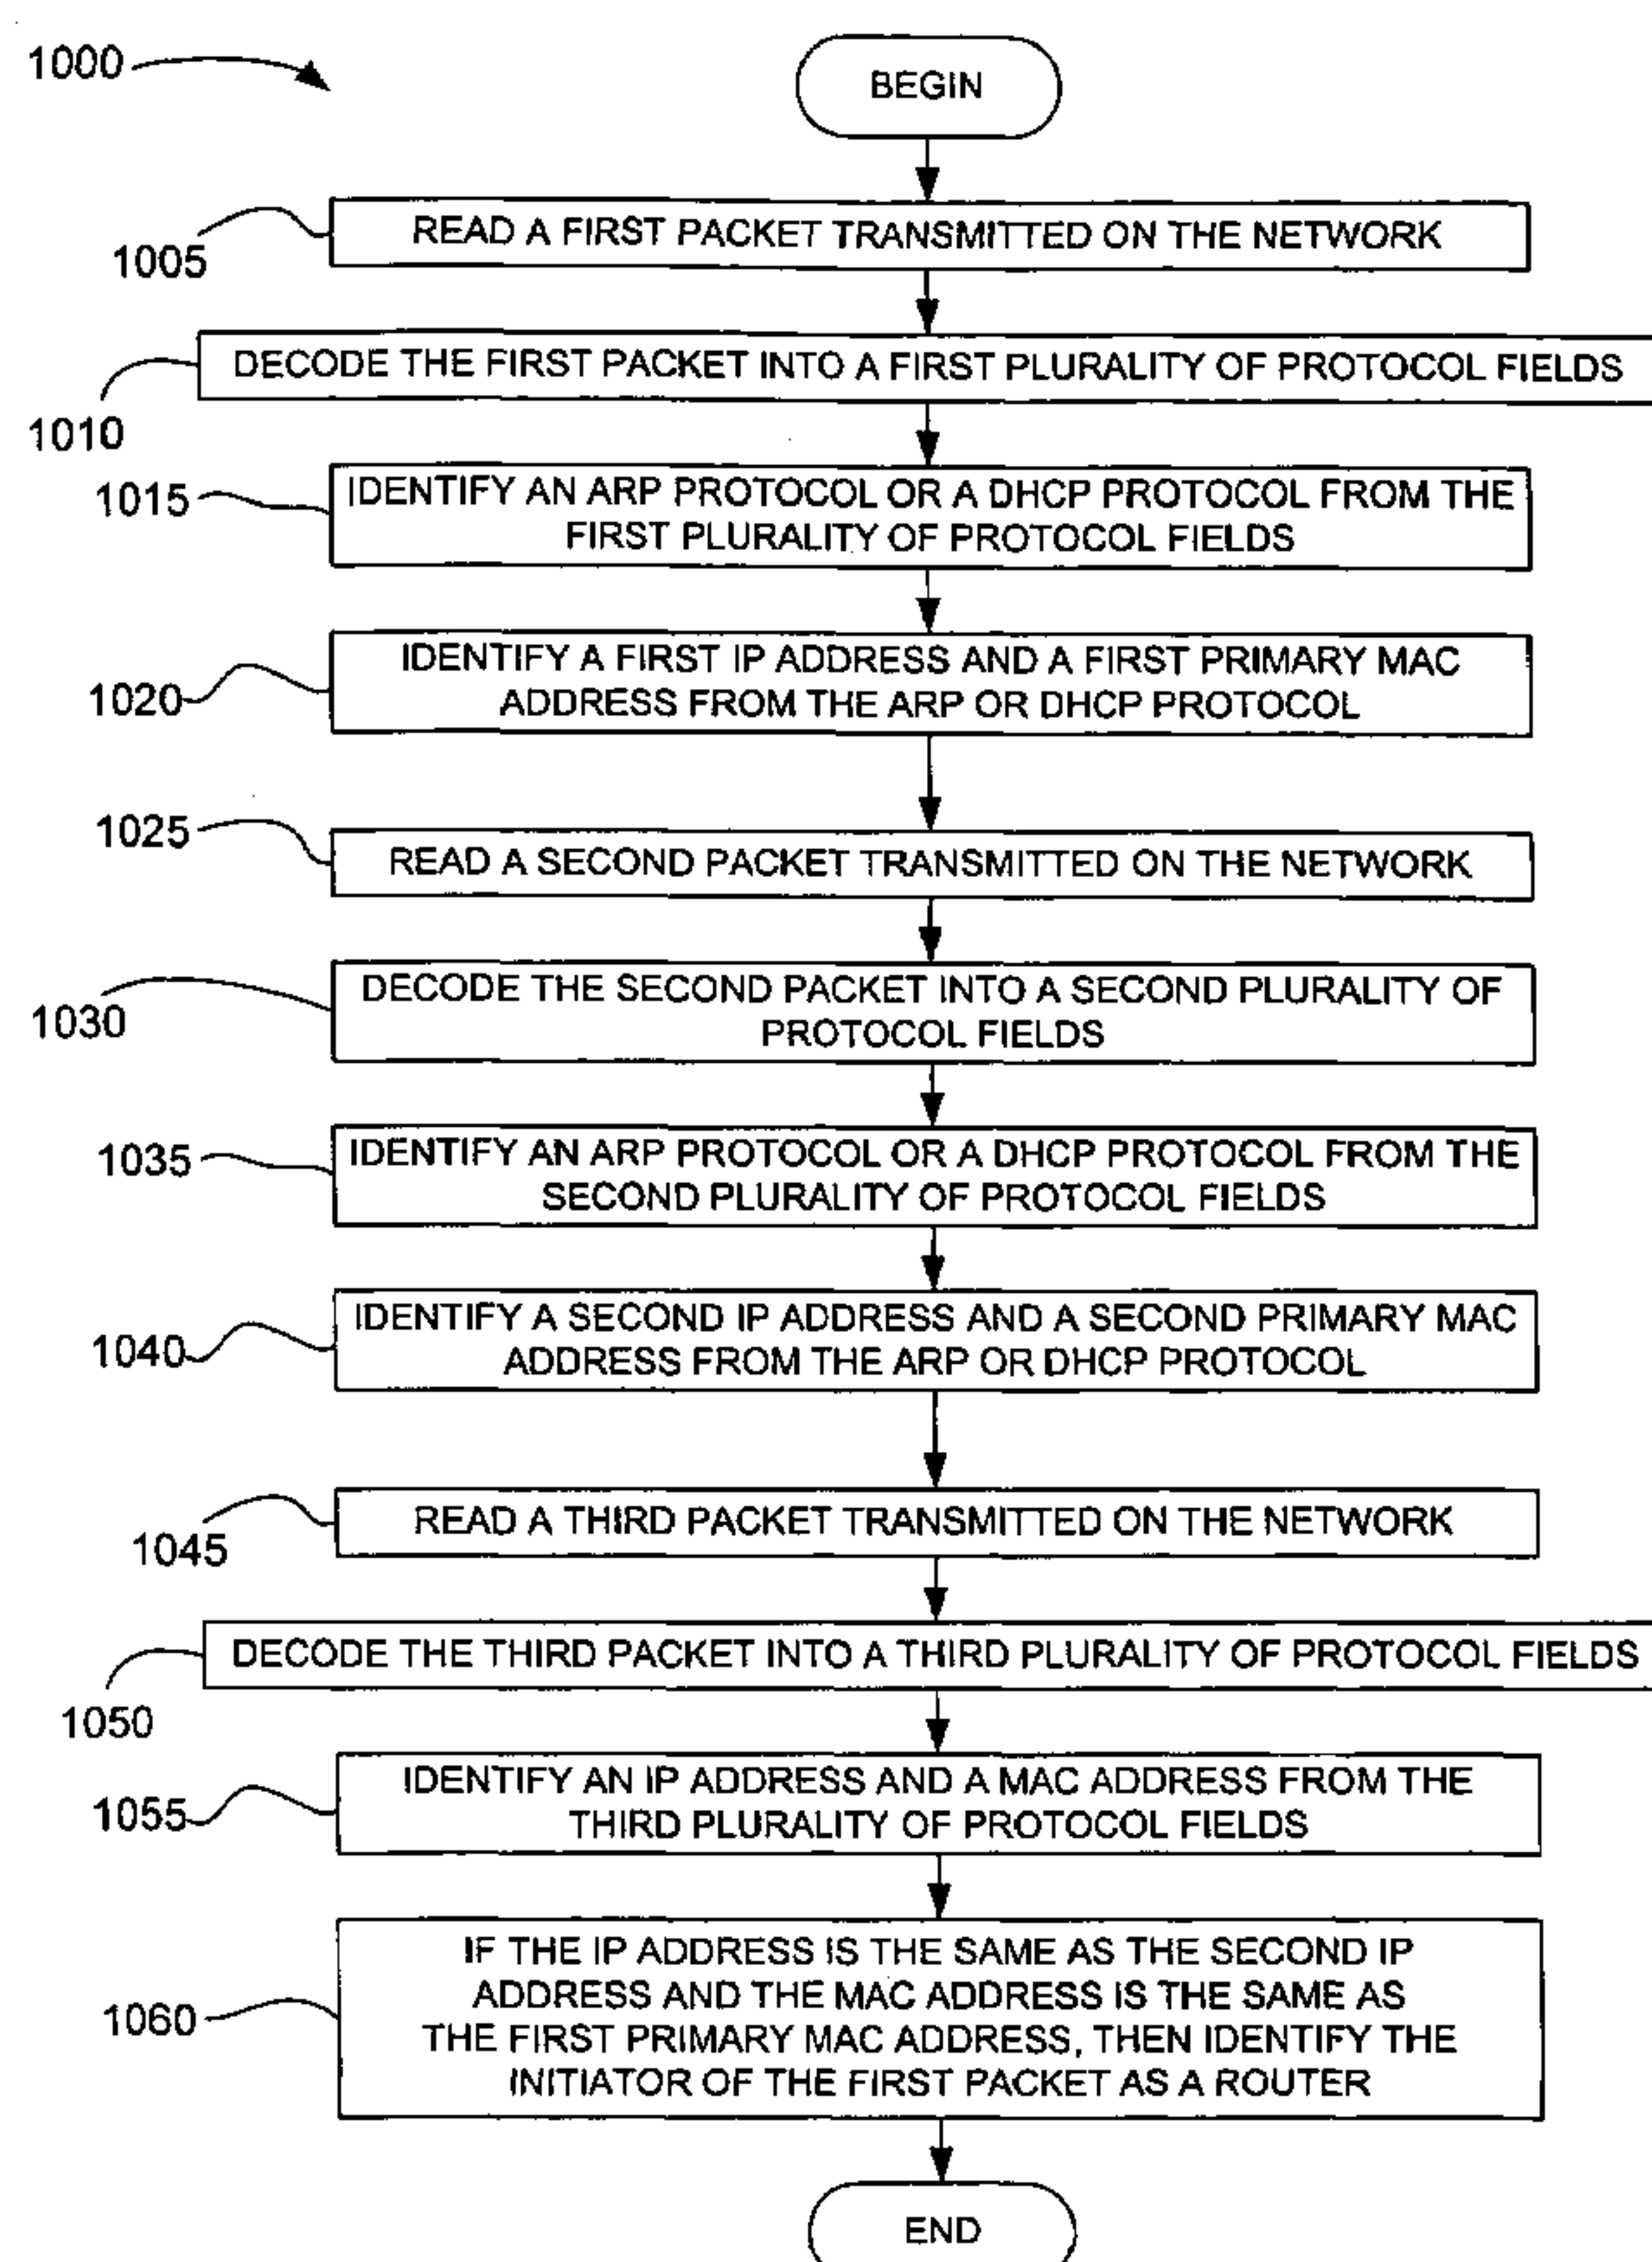 1000
BEGIN
1005
READ A FIRST PACKET TRANSMITTED ON THE NETWORK
1010
DECODE THE FIRST PACKET INTO A FIRST PLURALITY OF PROTOCOL FIELDS
1015
IDENTIFY AN ARP PROTOCOL OR A DHCP PROTOCOL FROM THE
FIRST PLURALITY OF PROTOCOL FIELDS
1020
IDENTIFY A FIRST IP ADDRESS AND A FIRST PRIMARY MAC
ADDRESS FROM THE ARP OR DHCP PROTOCOL
1025
READ A SECOND PACKET TRANSMITTED ON THE NETWORK
1030
DECODE THE SECOND PACKET INTO A SECOND PLURALITY OF
PROTOCOL FIELDS
1035
IDENTIFY AN ARP PROTOCOL OR A DHCP PROTOCOL FROM THE
SECOND PLURALITY OF PROTOCOL FIELDS
1040
IDENTIFY A SECOND IP ADDRESS AND A SECOND PRIMARY MAC
ADDRESS FROM THE ARP OR DHCP PROTOCOL
1045
READ A THIRD PACKET TRANSMITTED ON THE NETWORK
1050
DECODE THE THIRD PACKET INTO A THIRD PLURALITY OF PROTOCOL FIELDS
1055
IDENTIFY AN IP ADDRESS AND A MAC ADDRESS FROM THE
THIRD PLURALITY OF PROTOCOL FIELDS
1060
IF THE IP ADDRESS IS THE SAME AS THE SECOND IP
ADDRESS AND THE MAC ADDRESS IS THE SAME AS
THE FIRST PRIMARY MAC ADDRESS, THEN IDENTIFY THE
INITIATOR OF THE FIRST PACKET AS A ROUTER
END